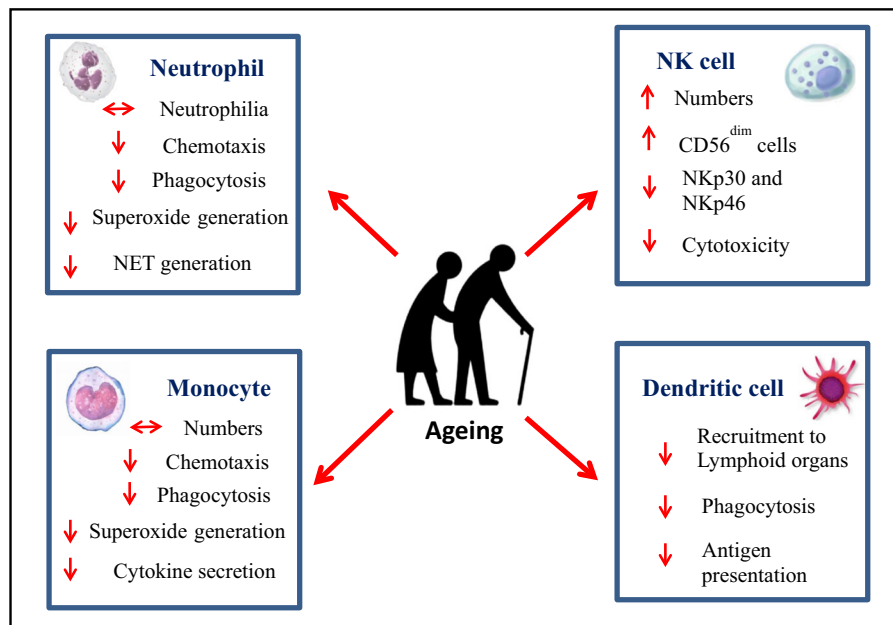 Neutrophil
Neutrophilia
Chemotaxis
Phagocytosis
Superoxide generation
NET generation
NK cell
Numbers
CD56dim cells
NKp30 and
NKp46
Cytotoxicity
Ageing
Monocyte
Numbers
Chemotaxis
Phagocytosis
Superoxide generation
Cytokine secretion
Dendritic cell
Recruitment to
Lymphoid organs
Phagocytosis
Antigen
presentation